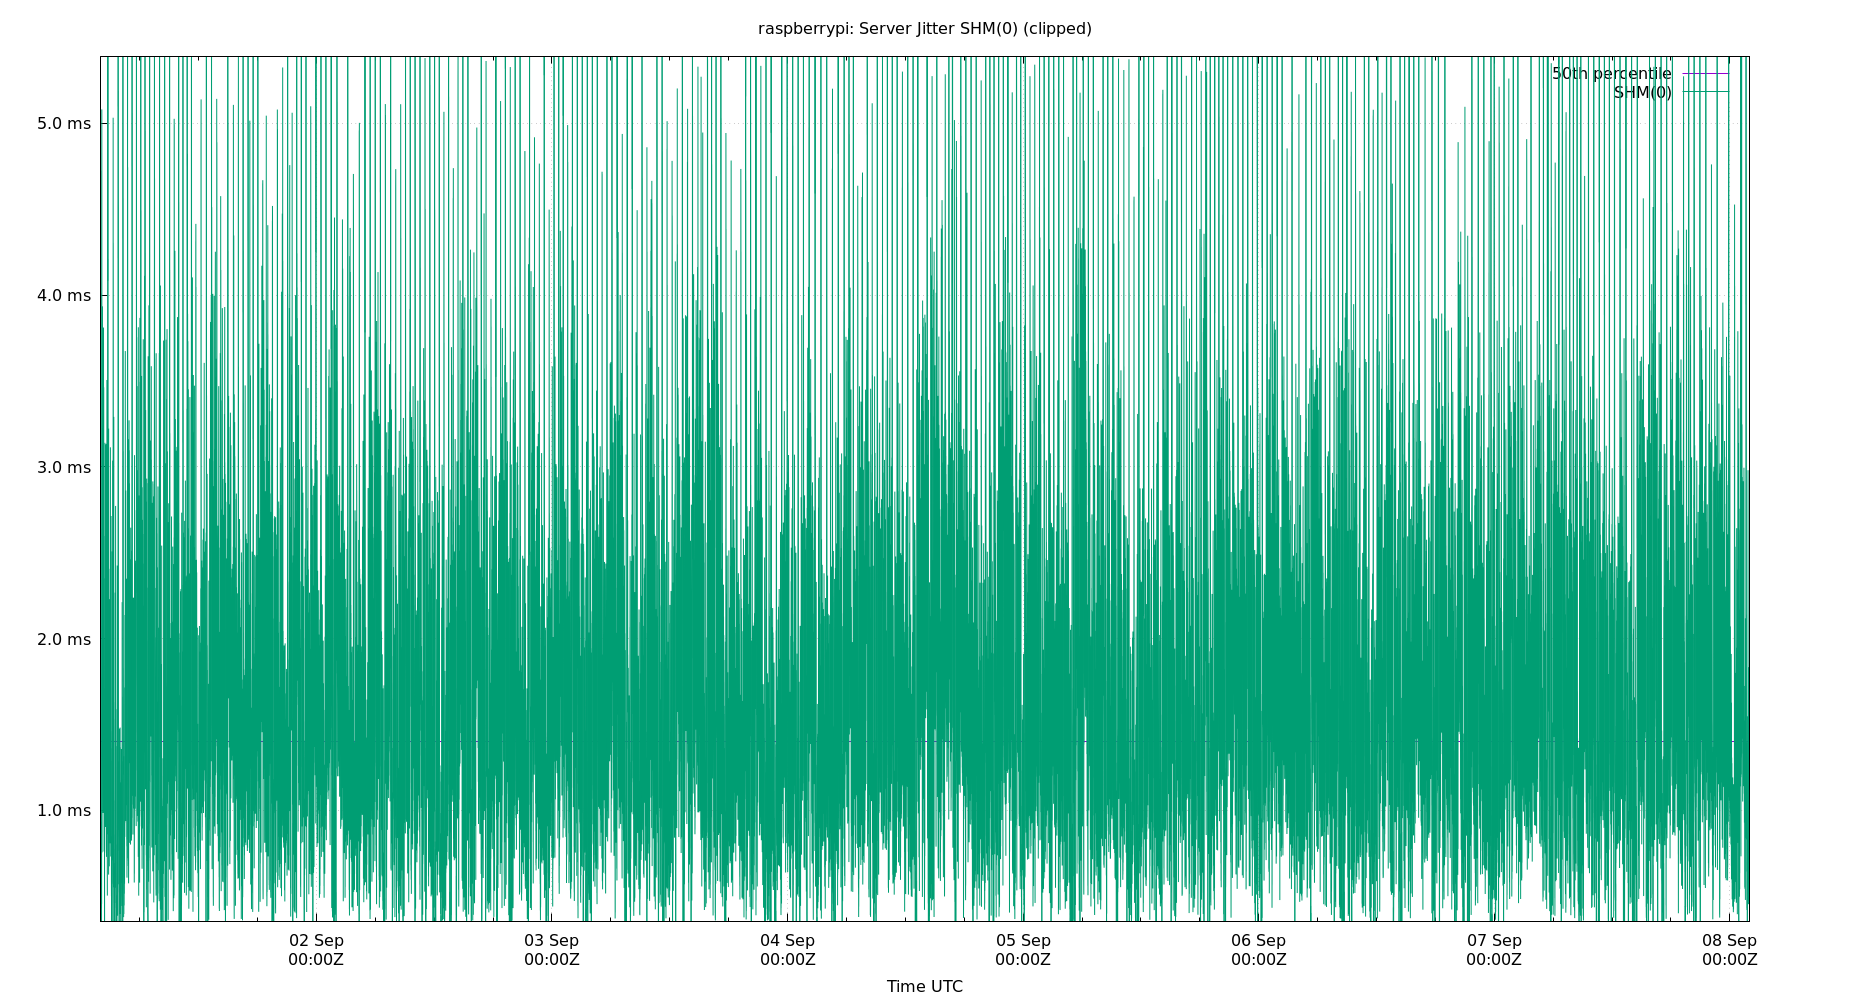 raspberrypi: Server Jitter SHM(0) (clipped)
50th percentile
SHM(0)
5.0 ms
4.0 ms
3.0 ms
2.0 ms
1.0 ms
02 Sep
00:00Z
03 Sep
00:00Z
04 Sep
00:00Z
05 Sep
00:00Z
06 Sep
00:00Z
07 Sep
00:00Z
08 Sep
00:00Z
Time UTC